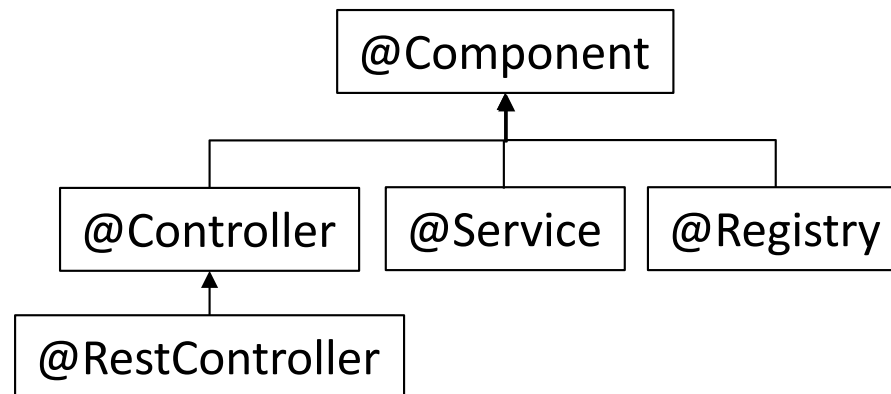 @Component
@Controller
@Service
@Registry
@RestController